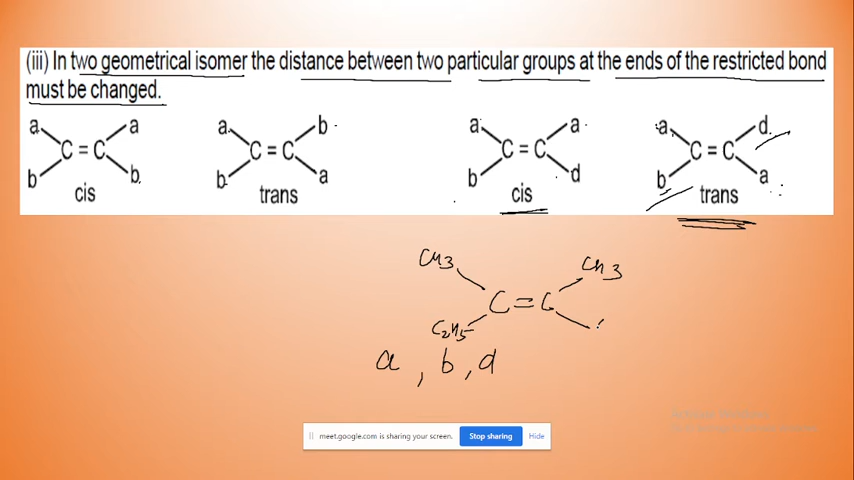 (iii) In two geometrical isomer the distance between two particular groups at the ends of the restricted bond
must be changed.
a a a b a a a d
C = C C = C C = C C = C
b b b a b d b a
cis trans cis trans
CH3 CH3
C = C
C2H5
a , b , d
meet.google.com is sharing your screen. Stop sharing Hide